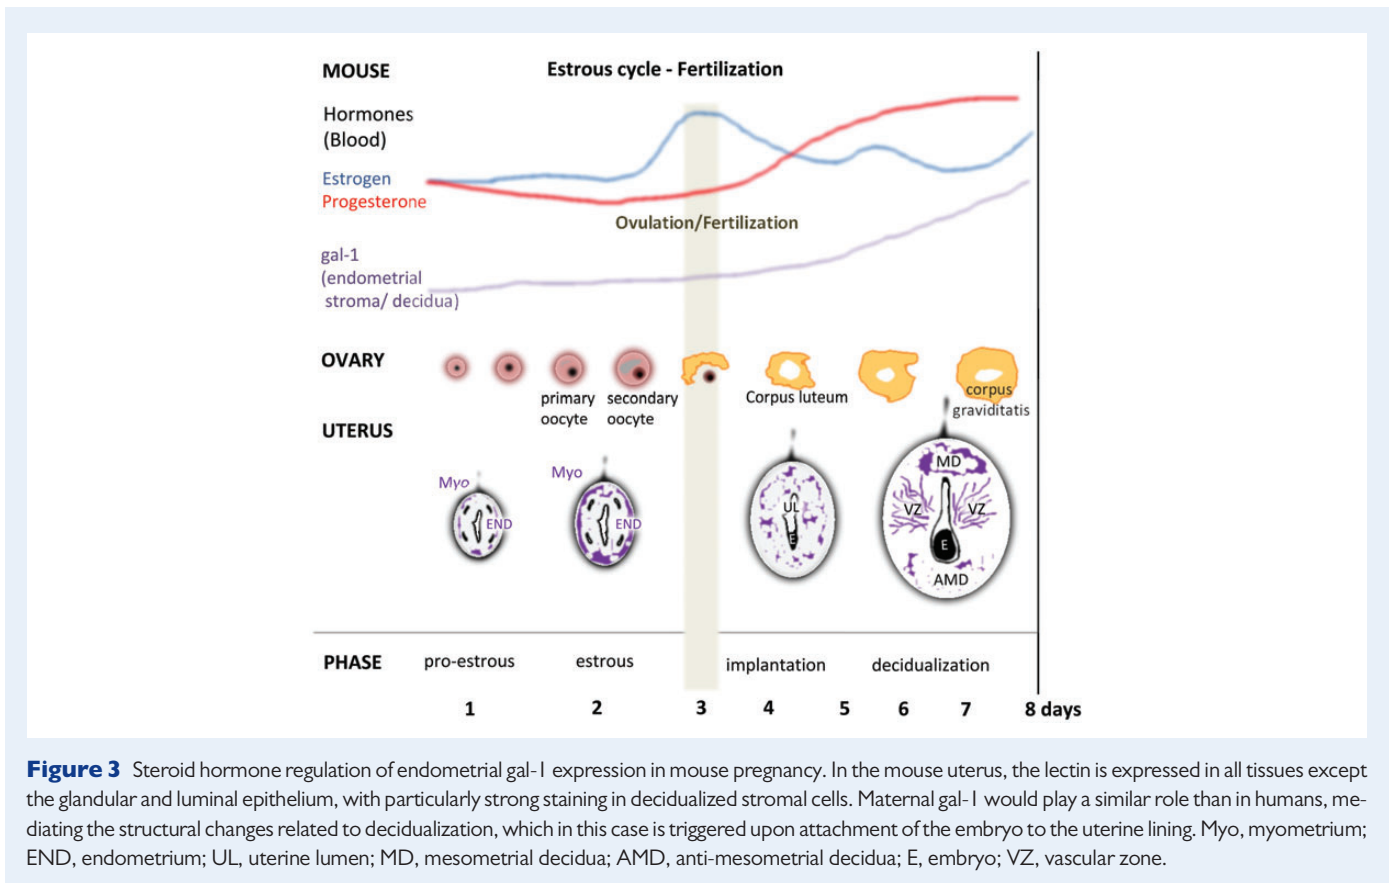 MOUSE
Estrous cycle - Fertilization
Hormones
(Blood)
Estrogen
Progesterone
Ovulation/Fertilization
gal-1
(endometrial
stroma/ decidua)
OVARY
primary
oocyte
secondary
oocyte
Corpus luteum
corpus
graviditatis
UTERUS
Myo
END
Myo
END
UL
E
MD
VZ
VZ
E
AMD
PHASE
pro-estrous
estrous
implantation
decidualization
1
2
3
4
5
6
7
8 days
Figure 3 Steroid hormone regulation of endometrial gal-1 expression in mouse pregnancy. In the mouse uterus, the lectin is expressed in all tissues except
the glandular and luminal epithelium, with particularly strong staining in decidualized stromal cells. Maternal gal-1 would play a similar role than in humans, me-
diating the structural changes related to decidualization, which in this case is triggered upon attachment of the embryo to the uterine lining. Myo, myometrium;
END, endometrium; UL, uterine lumen; MD, mesometrial decidua; AMD, anti-mesometrial decidua; E, embryo; VZ, vascular zone.